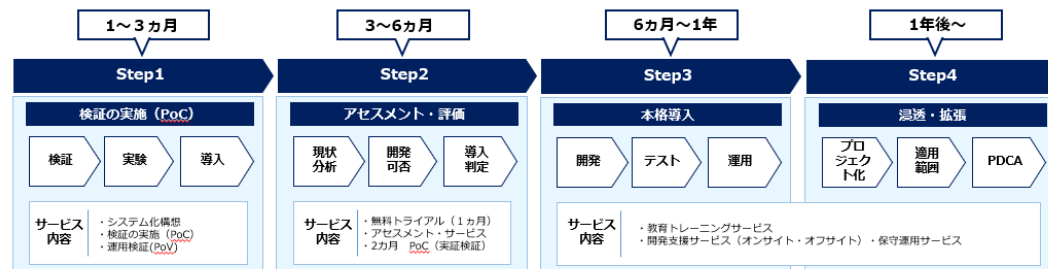 1～３ヵ月
3～6ヵ月
6ヵ月～1年
1年後～
Step1
Step2
Step3
Step4
検証の実施（PoC）
検証
実験
導入
サービス
内容
・システム化構想
・検証の実施（PoC）
・運用検証(PoV)
アセスメント・評価
現状
分析
開発
可否
導入
判定
サービス
内容
・無料トライアル（１ヵ月）
・アセスメント・サービス
・2カ月　PoC（実証検証）
本格導入
開発
テスト
運用
浸透・拡張
プロ
ジェク
ト化
適用
範囲
PDCA
サービス
内容
・教育トレーニングサービス
・開発支援サービス（オンサイト・オフサイト）・保守運用サービス